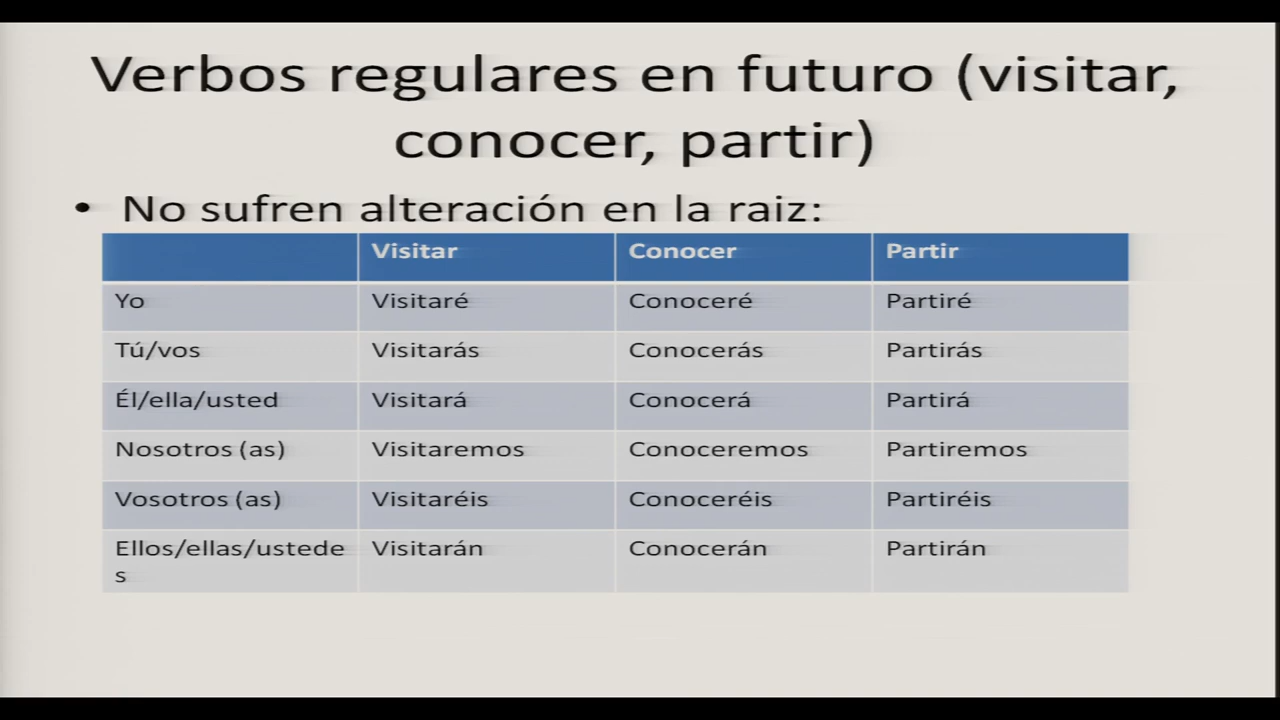 Verbos regulares en futuro (visitar,
conocer, partir)
• No sufren alteración en la raiz:
Visitar Conocer Partir
Yo Visitaré Conoceré Partiré
Tú/vos Visitarás Conocerás Partirás
Él/ella/usted Visitará Conocerá Partirá
Nosotros (as) Visitaremos Conoceremos Partiremos
Vosotros (as) Visitaréis Conoceréis Partiréis
Ellos/ellas/ustede Visitarán Conocerán Partirán
s